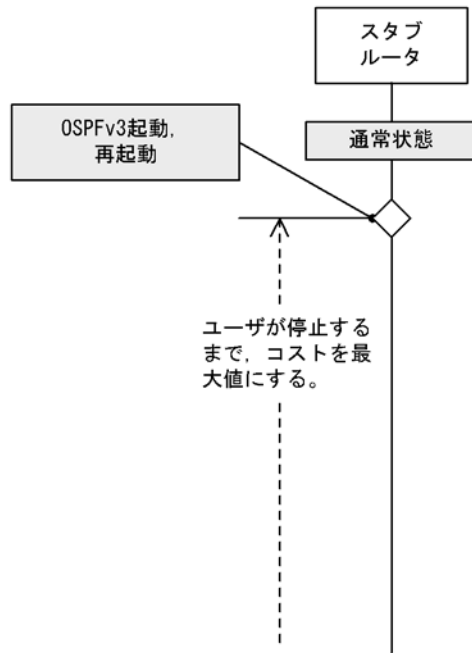 スタブ
ルータ
OSPFv3起動,
再起動
通常状態
ユーザが停止する
まで，コストを最
大値にする。